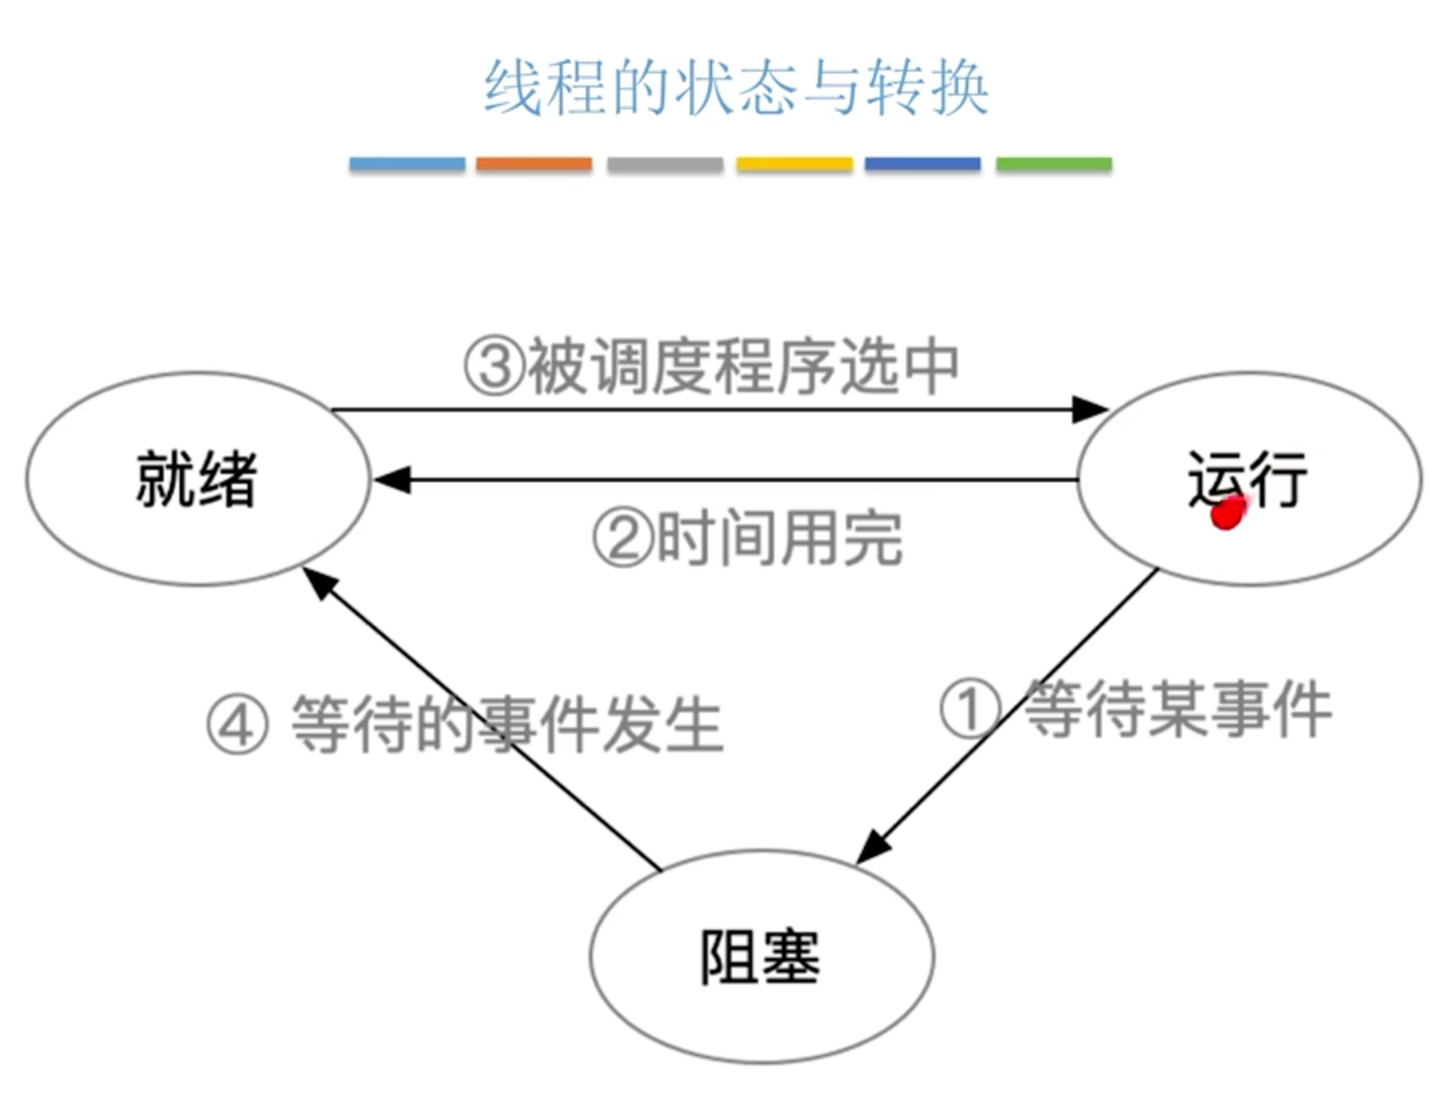 线程的状态与转换
③被调度程序选中
就绪
运行
②时间用完
④ 等待的事件发生
① 等待某事件
阻塞